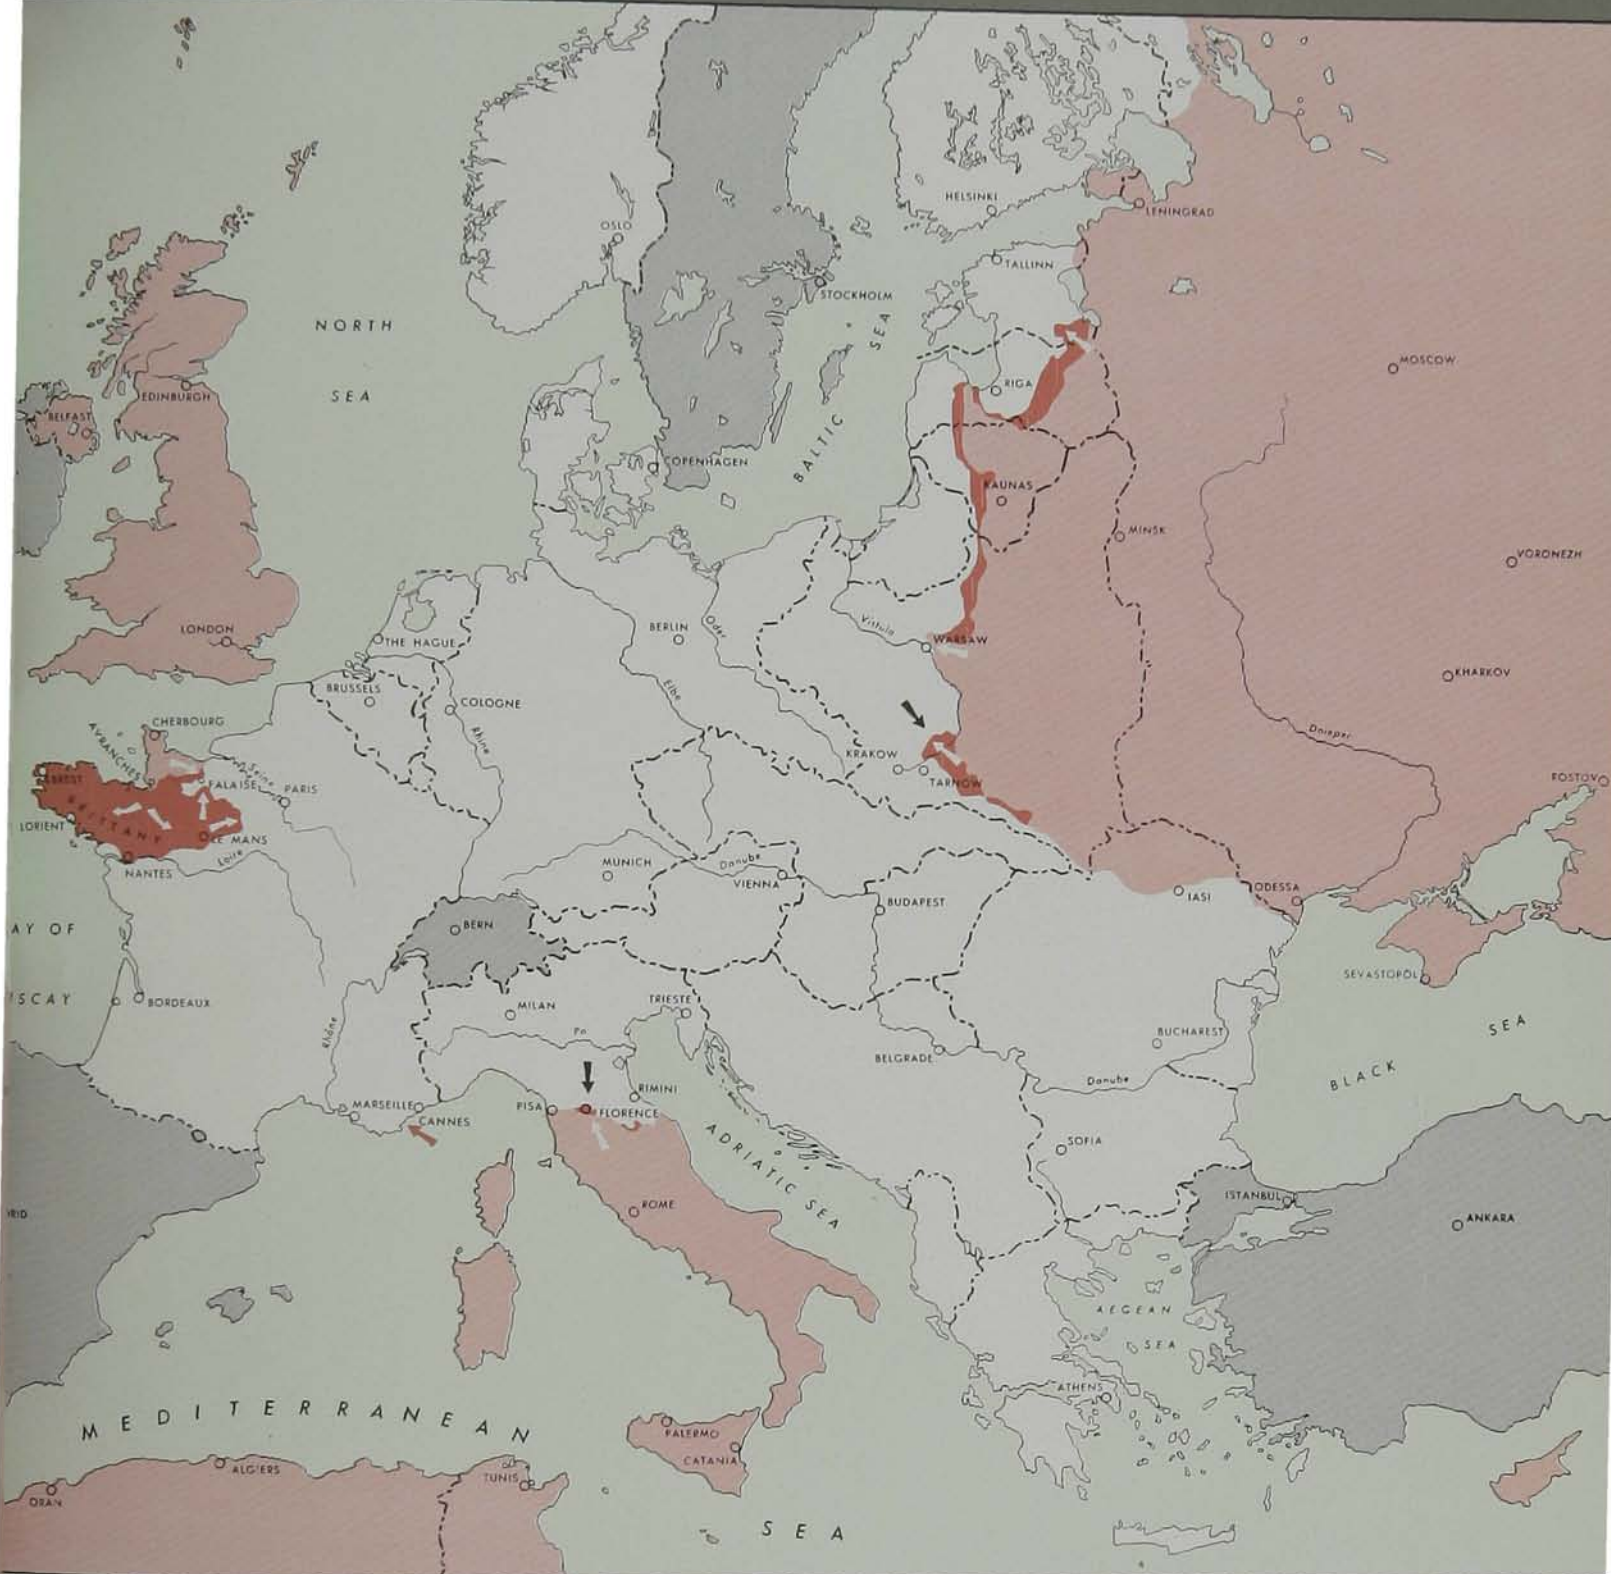 HELSINKI
LENINGRAD
OSLO
TALLINN
STOCKHOLM
NORTH
SEA
BALTIC SEA
MOSCOW
RIGA
EDINBURGH
BELFAST
COPENHAGEN
KAUNAS
MINSK
VORONEZH
LONDON
THE HAGUE
BERLIN
Oder
Vistula
WARSAW
KHARKOV
BRUSSELS
COLOGNE
Elbe
Rhine
CHERBOURG
AVRANCHES
Dnieper
KRAKOW
TARNOW
BREST
FALAISE
Seine
PARIS
BRITTANY
LORIENT
LE MANS
Loire
NANTES
MUNICH
Danube
VIENNA
BUDAPEST
IASI
ODESSA
BERN
AY OF
ISCAY
BORDEAUX
SEVASTOPOL
MILAN
TRIESTE
Rhône
Po
BELGRADE
BUCHAREST
BLACK SEA
Danube
RIMINI
MARSEILLE
PISA
FLORENCE
CANNES
SOFIA
ADRIATIC SEA
ISTANBUL
ANKARA
RID
ROME
AEGEAN
SEA
ATHENS
MEDITERRANEAN
PALERMO
CATANIA
ALGIERS
TUNIS
ORAN
SEA